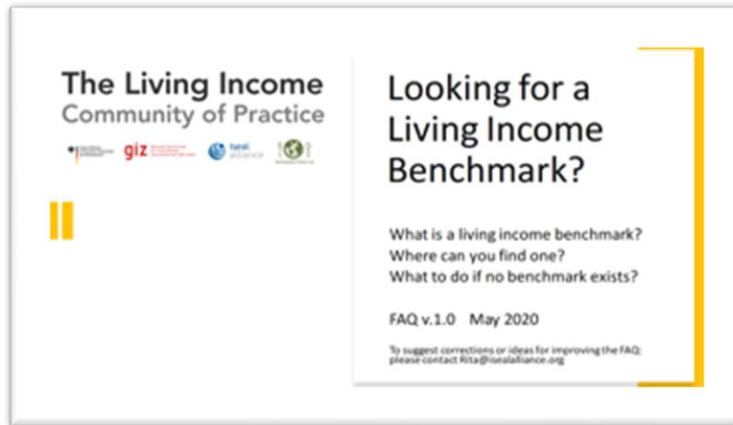 The Living Income
Community of Practice
giz
iseal
alliance
Looking for a
Living Income
Benchmark?
What is a living income benchmark?
Where can you find one?
What to do if no benchmark exists?
FAQ v.1.0 May 2020
To suggest corrections or ideas for improving the FAQ:
please contact Rita@isealalliance.org